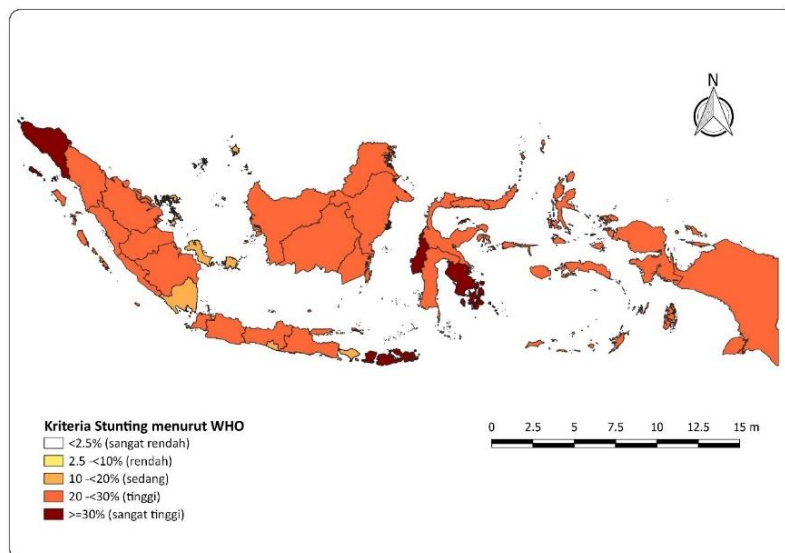 N
Kriteria Stunting menurut WHO
<2.5% (sangat rendah)
2.5 -<10% (rendah)
10 -<20% (sedang)
20 -<30% (tinggi)
>=30% (sangat tinggi)
0 2.5 5 7.5 10 12.5 15 m